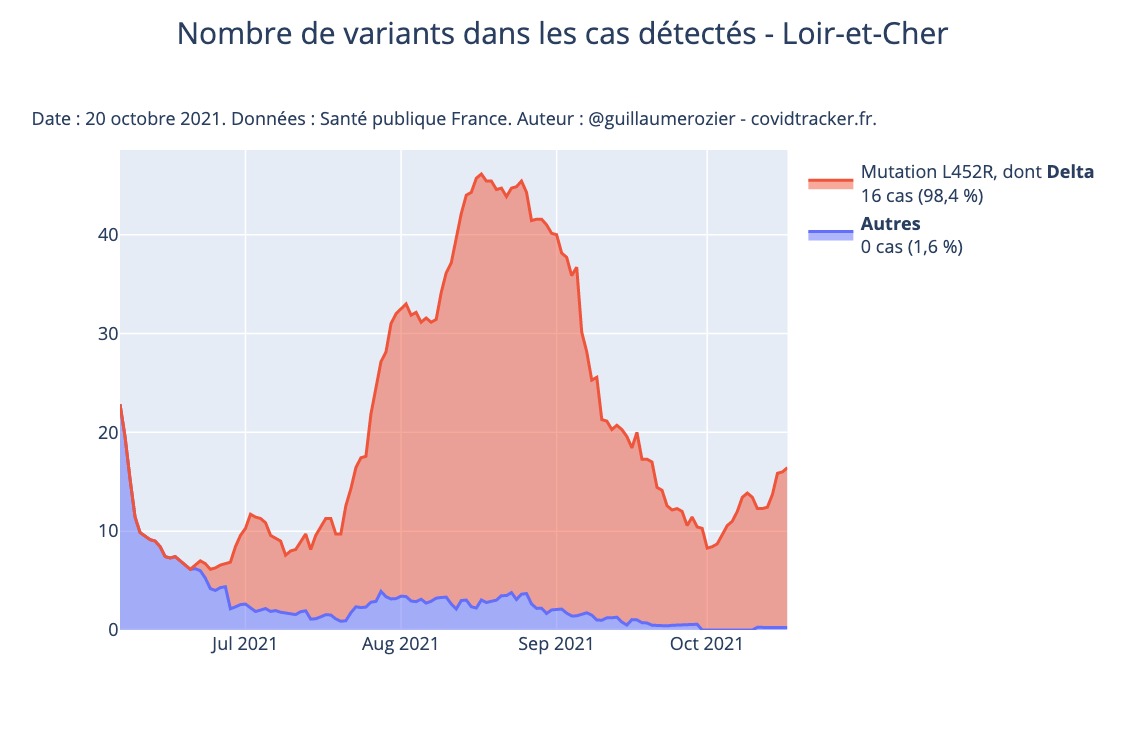 Nombre de variants dans les cas détectés - Loir-et-Cher
Date : 20 octobre 2021. Données : Santé publique France. Auteur : @guillaumerozier - covidtracker.fr.
Mutation L452R, dont Delta
16 cas (98,4 %)
Autres
0 cas (1,6 %)
40
30
20
10
0
Jul 2021
Aug 2021
Sep 2021
Oct 2021